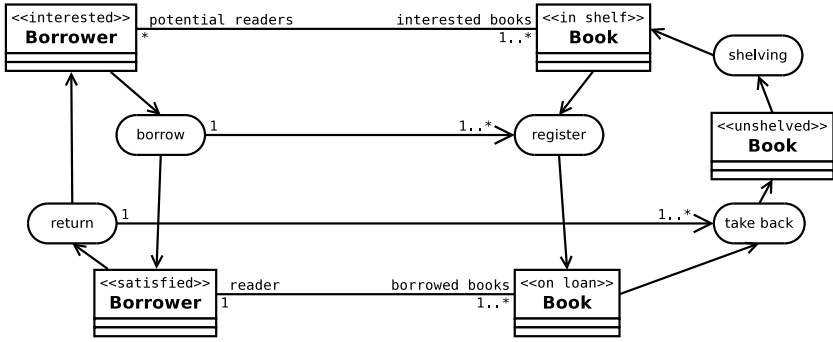 <<interested>>
Borrower
potential readers
*
interested books
1..*
<<in shelf>>
Book
shelving
borrow
1
1..*
register
<<unshelved>>
Book
return
1
1..*
take back
<<satisfied>>
Borrower
reader
1
borrowed books
1..*
<<on loan>>
Book